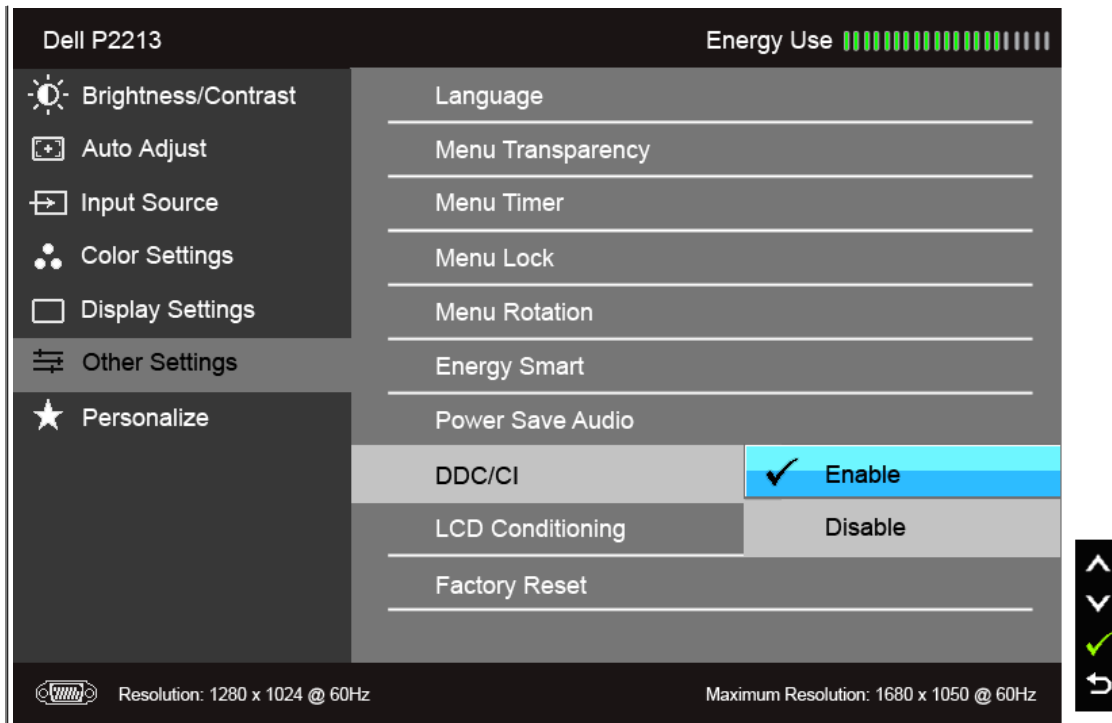 Dell P2213
Energy Use
Brightness/Contrast
Auto Adjust
Input Source
Color Settings
Display Settings
Other Settings
Personalize
Language
Menu Transparency
Menu Timer
Menu Lock
Menu Rotation
Energy Smart
Power Save Audio
DDC/CI
Enable
Disable
LCD Conditioning
Factory Reset
Resolution: 1280 x 1024 @ 60Hz
Maximum Resolution: 1680 x 1050 @ 60Hz